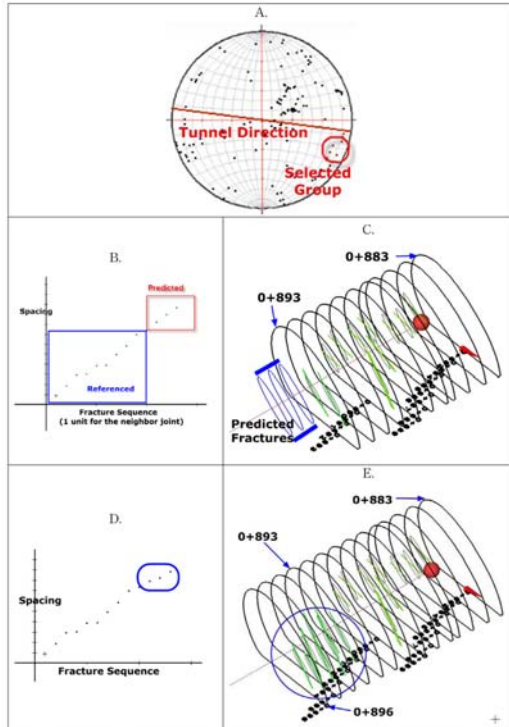 A.
Tunnel Direction
Selected
Group
B.
Predicted
Spacing
Referenced
Fracture Sequence
(1 unit for the neighbor joint)
C.
0+883
0+893
Predicted
Fractures
D.
Spacing
Fracture Sequence
E.
0+883
0+893
0+896